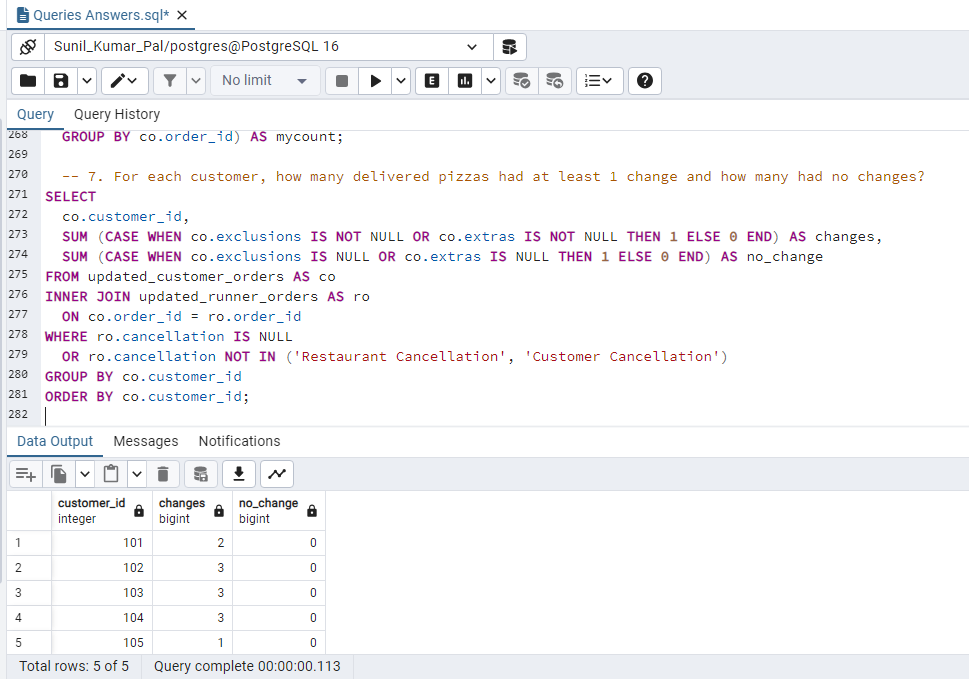 Queries Answers.sql*
Sunil_Kumar_Pal/postgres@PostgreSQL 16
No limit
E
Query Query History
268 GROUP BY co.order_id) AS mycount;
269
270 -- 7. For each customer, how many delivered pizzas had at least 1 change and how many had no changes?
271 SELECT
272 co.customer_id,
273 SUM (CASE WHEN co.exclusions IS NOT NULL OR co.extras IS NOT NULL THEN 1 ELSE 0 END) AS changes,
274 SUM (CASE WHEN co.exclusions IS NULL OR co.extras IS NULL THEN 1 ELSE 0 END) AS no_change
275 FROM updated_customer_orders AS co
276 INNER JOIN updated_runner_orders AS ro
277 ON co.order_id = ro.order_id
278 WHERE ro.cancellation IS NULL
279 OR ro.cancellation NOT IN ('Restaurant Cancellation', 'Customer Cancellation')
280 GROUP BY co.customer_id
281 ORDER BY co.customer_id;
282
Data Output Messages Notifications
customer_id changes no_change
integer bigint bigint
1 101 2 0
2 102 3 0
3 103 3 0
4 104 3 0
5 105 1 0
Total rows: 5 of 5 Query complete 00:00:00.113